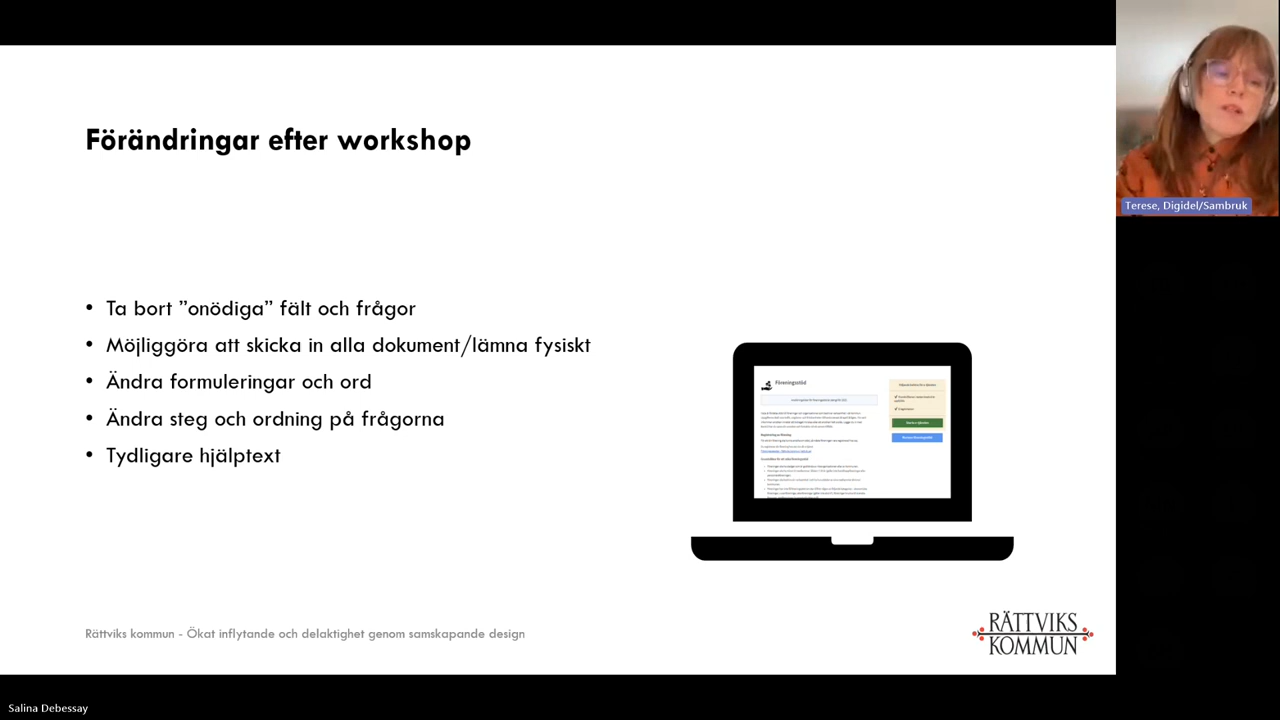 Förändringar efter workshop
• Ta bort ”onödiga” fält och frågor
• Möjliggöra att skicka in alla dokument/lämna fysiskt
• Ändra formuleringar och ord
• Ändra steg och ordning på frågorna
• Tydligare hjälptext
Föreningsstöd
Rättviks kommun - Ökat inflytande och delaktighet genom samskapande design
RÄTTVIKS
KOMMUN
Terese, Digidel/Sambruk
Salina Debessay